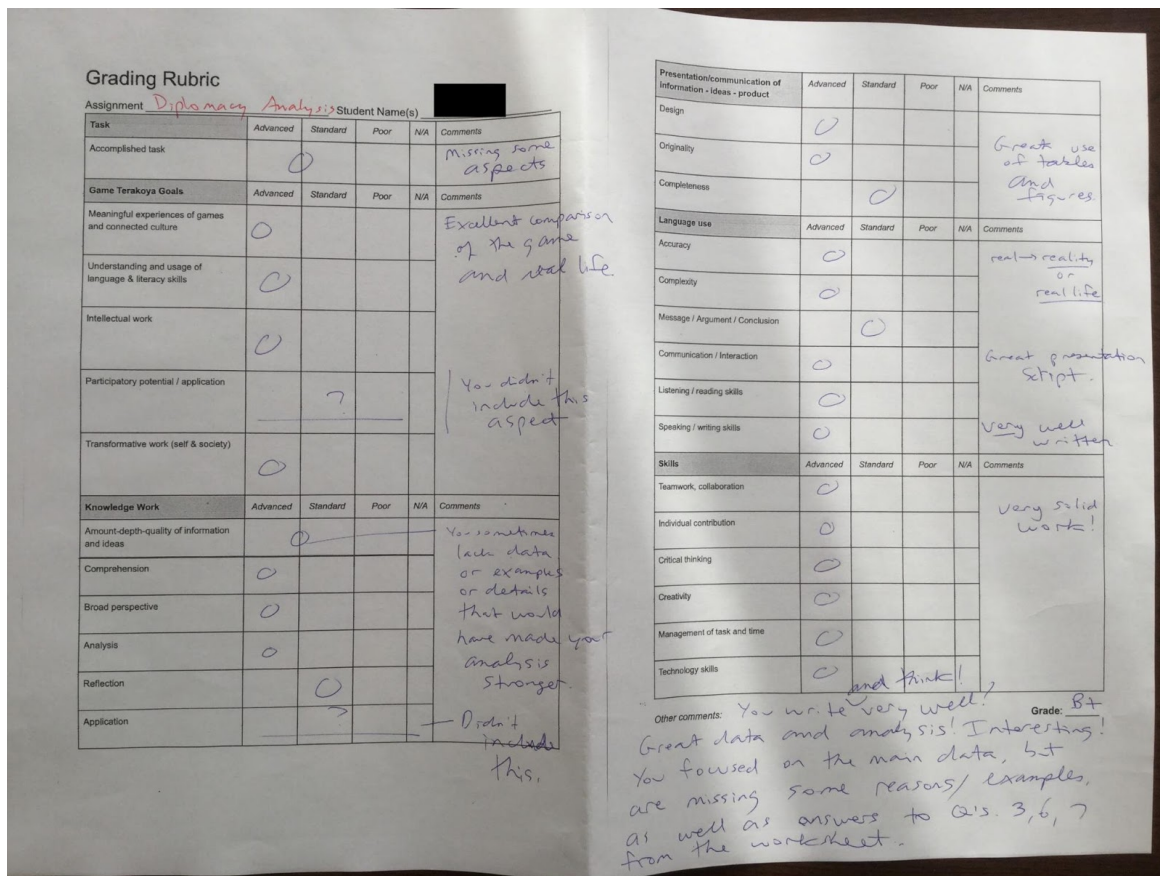 Grading Rubric
Assignment Diplomacy Analysis Student Name(s)
Task Advanced Standard Poor N/A Comments
Accomplished task
Missing some
aspects
Game Terakoya Goals Advanced Standard Poor N/A Comments
Meaningful experiences of games
and connected culture
Excellent comparison
of the game
and real life
Understanding and usage of
language & literacy skills
Intellectual work
Participatory potential / application
?
You didn't
include this
aspect
Transformative work (self & society)
Knowledge Work Advanced Standard Poor N/A Comments
Amount-depth-quality of information
and ideas
You sometimes
lack data
or examples
or details
that would
have made your
analysis
stronger.
Comprehension
Broad perspective
Analysis
Reflection
Application
?
Didn't
include
this.
Presentation/communication of
information - ideas - product
Advanced Standard Poor N/A Comments
Design
Originality
Completeness
Great use
of tables
and
figures
Language use Advanced Standard Poor N/A Comments
Accuracy
real → reality
or
real life
Complexity
Message / Argument / Conclusion
Communication / Interaction
Great presentation
script.
Listening / reading skills
Speaking / writing skills
very well
written
Skills Advanced Standard Poor N/A Comments
Teamwork, collaboration
Individual contribution
very solid
work!
Critical thinking
Creativity
Management of task and time
Technology skills
and think!
Other comments: You write very well!
Grade: B+
Great data and analysis! Interesting!
You focused on the main data, but
are missing some reasons/examples,
as well as answers to Q's. 3, 6, 7
from the worksheet.